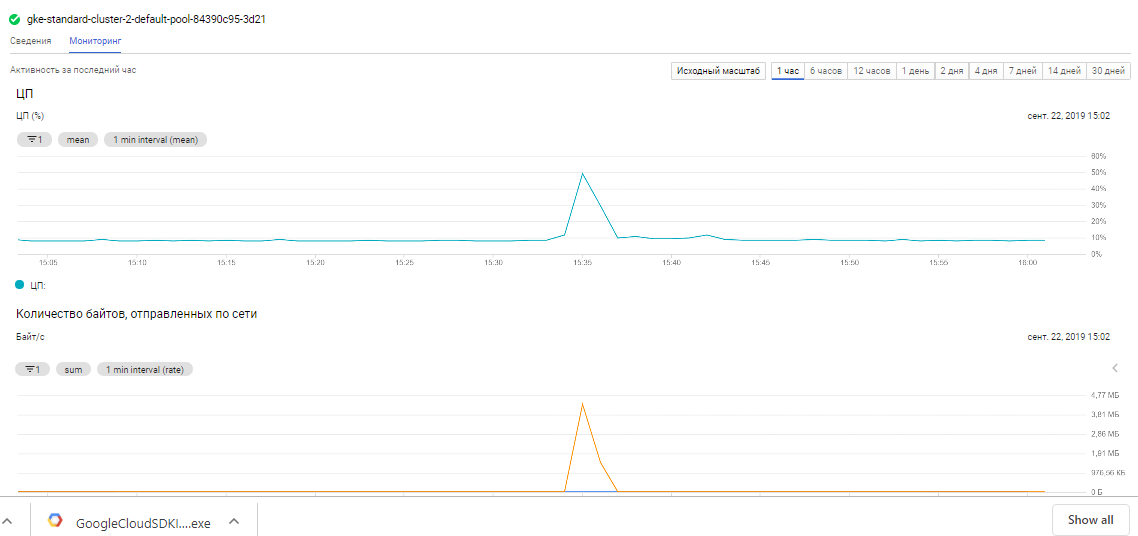 gke-standard-cluster-2-default-pool-84390c95-3d21
Сведения Мониторинг
Активность за последний час Исходный масштаб 1 час 6 часов 12 часов 1 день 2 дня 4 дня 7 дней 14 дней 30 дней
ЦП
ЦП (%) сент. 22, 2019 15:02
1 mean 1 min interval (mean)
60%
50%
40%
30%
20%
10%
0%
15:05 15:10 15:15 15:20 15:25 15:30 15:35 15:40 15:45 15:50 15:55 16:00
ЦП:
Количество байтов, отправленных по сети
Байт/с сент. 22, 2019 15:02
1 sum 1 min interval (rate)
4,77 МБ
3,81 МБ
2,86 МБ
1,91 МБ
976,56 КБ
0 Б
GoogleCloudSDKI....exe Show all